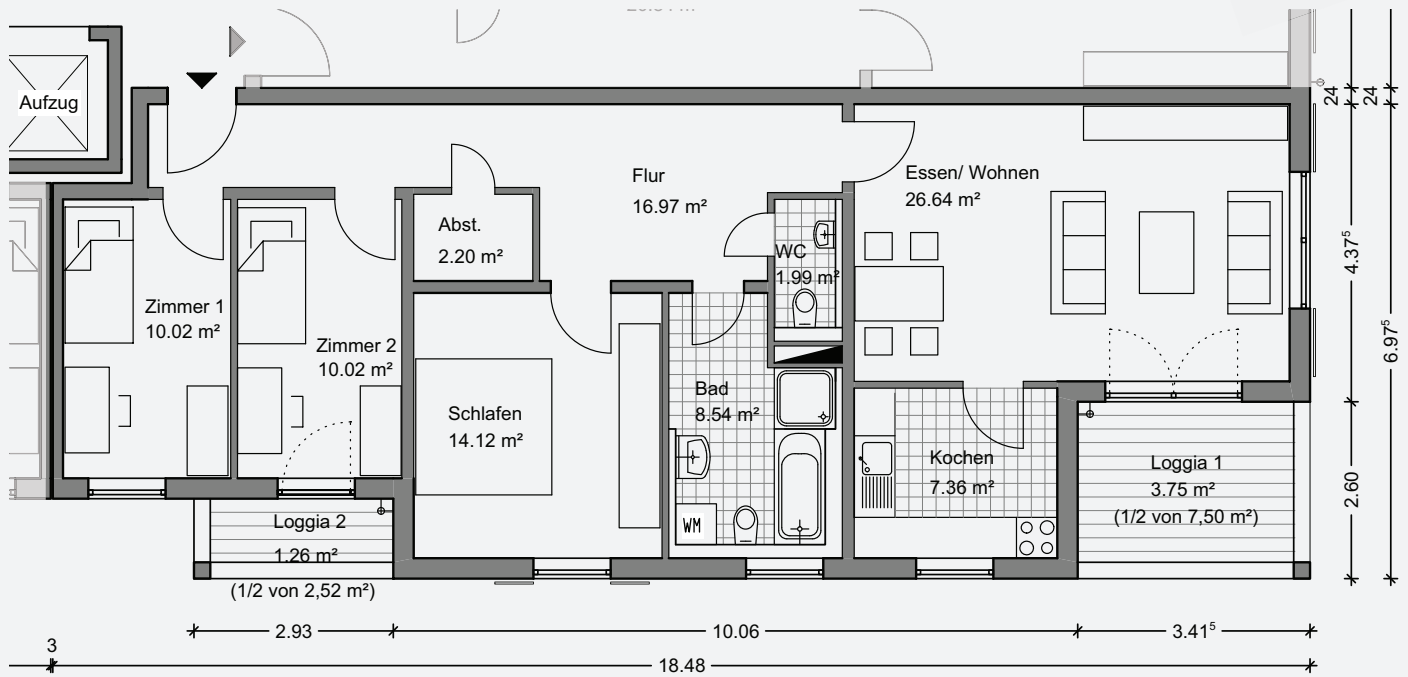 Aufzug
Flur
16.97 m²
Essen/ Wohnen
26.64 m²
Abst.
2.20 m²
WC
1.99 m²
Zimmer 1
10.02 m²
Zimmer 2
10.02 m²
Schlafen
14.12 m²
Bad
8.54 m²
WM
Kochen
7.36 m²
Loggia 1
3.75 m²
(1/2 von 7,50 m²)
Loggia 2
1.26 m²
(1/2 von 2,52 m²)
24
24
4.37⁵
6.97⁵
2.60
2.93
10.06
3.41⁵
3
18.48